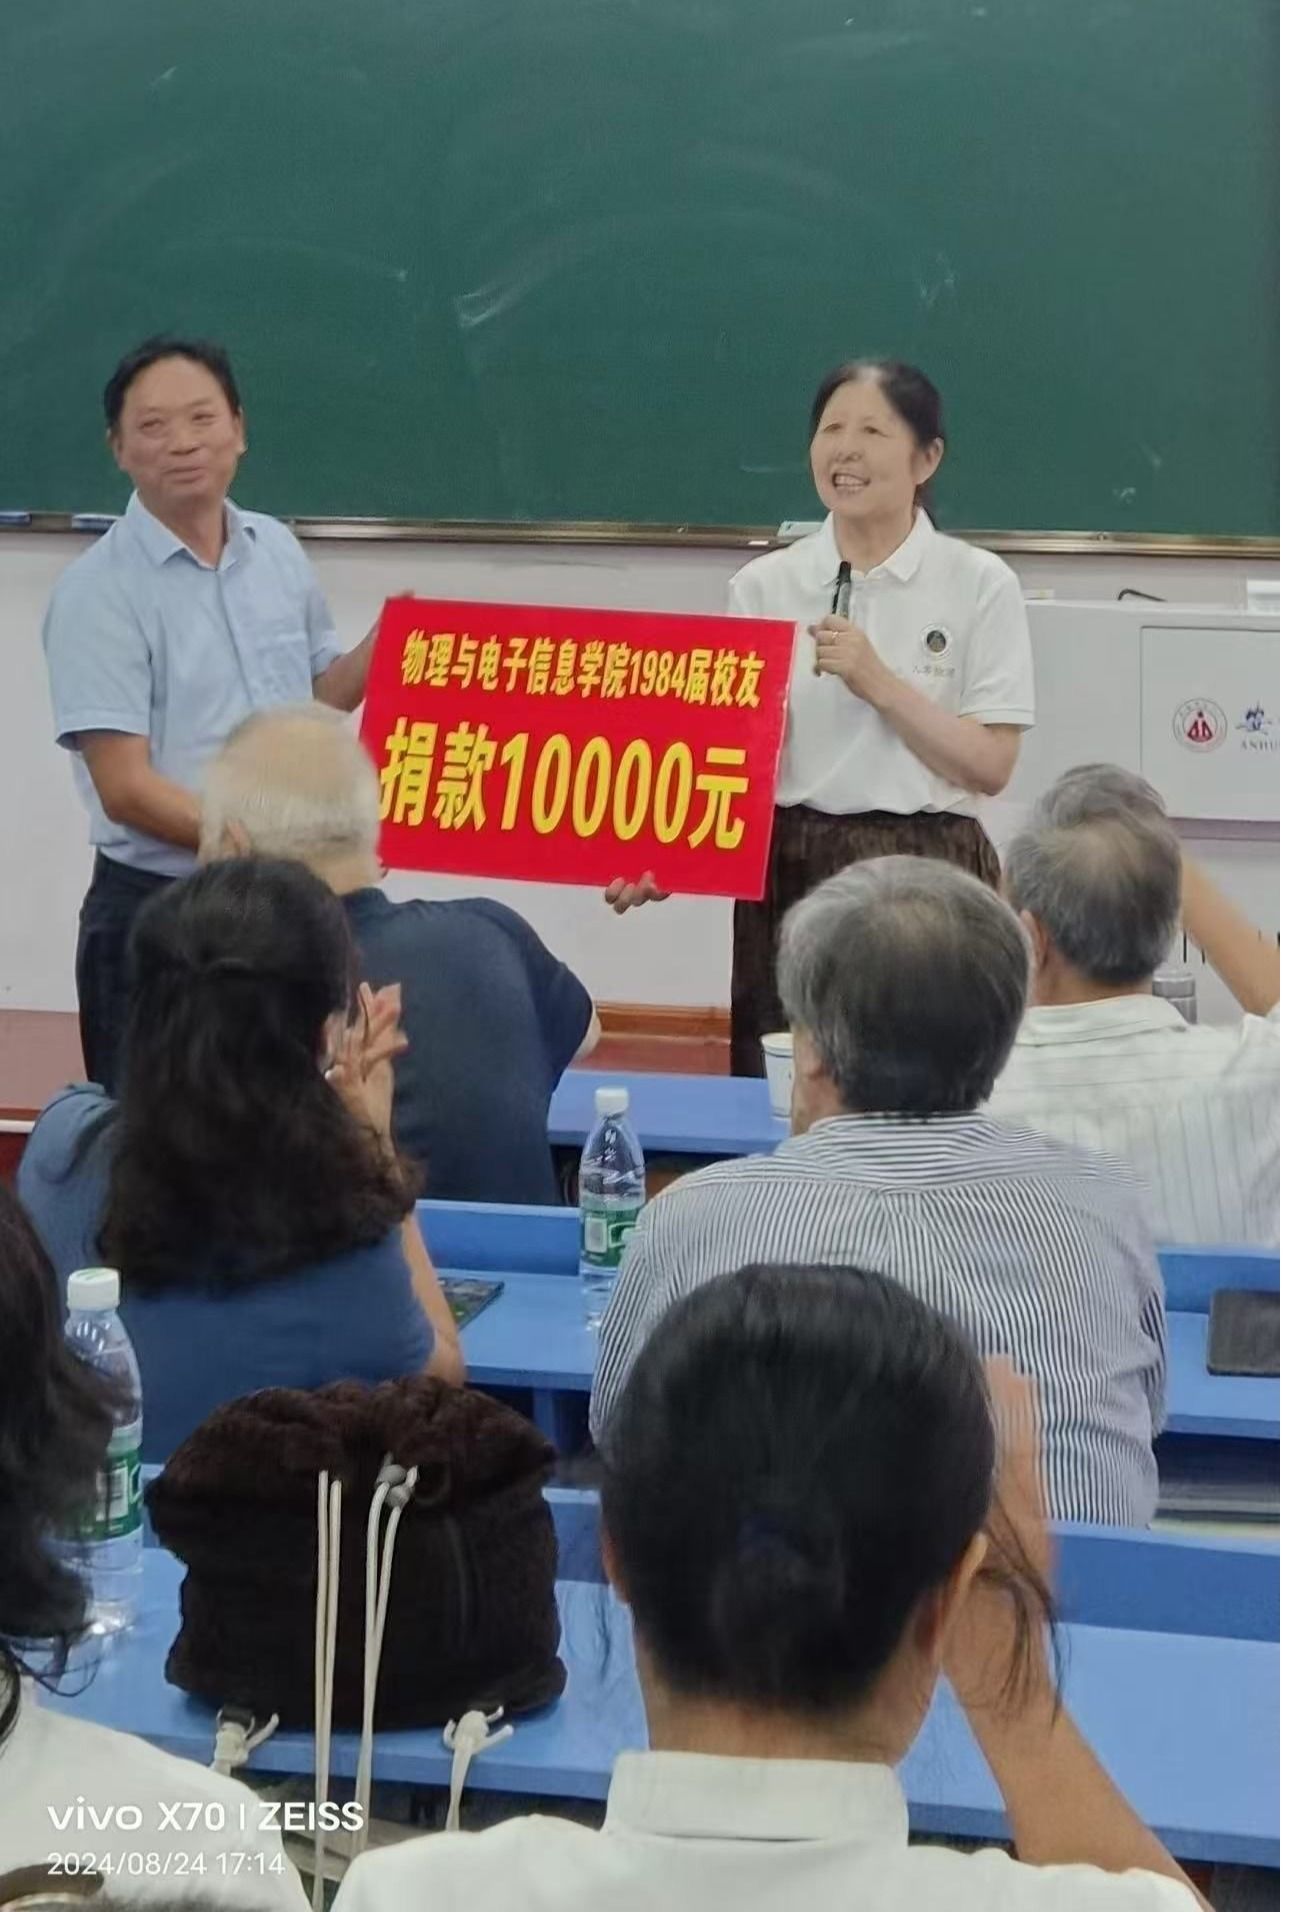 物理与电子信息学院1984届校友
捐款10000元
ANHU
vivo X70 | ZEISS
2024/08/24 17:14